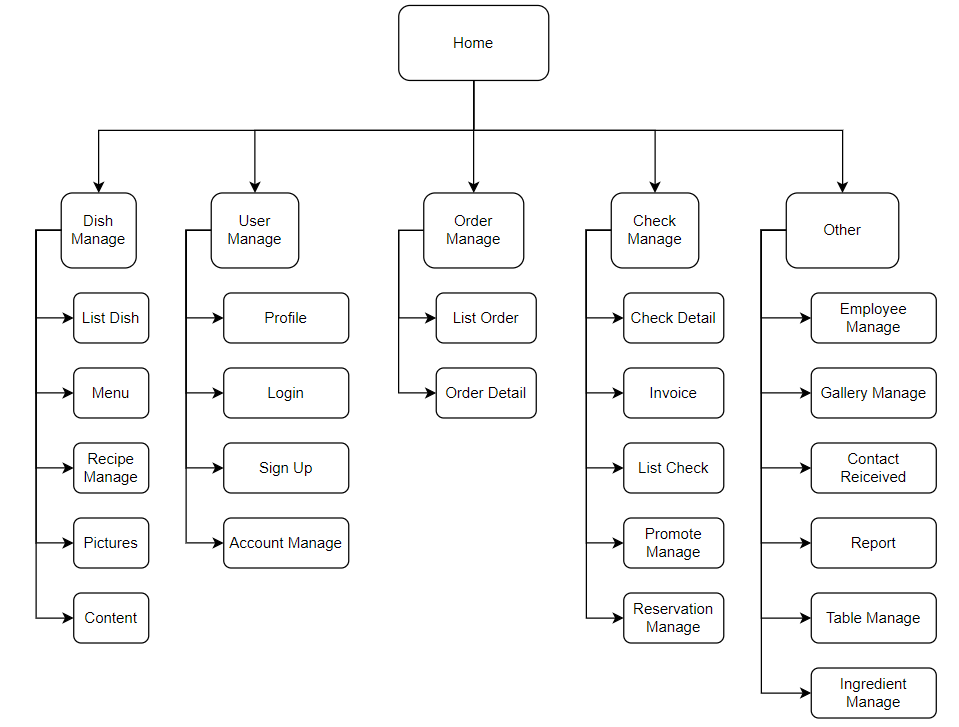 Home
Dish
Manage
User
Manage
Order
Manage
Check
Manage
Other
List Dish
Menu
Recipe
Manage
Pictures
Content
Profile
Login
Sign Up
Account Manage
List Order
Order Detail
Check Detail
Invoice
List Check
Promote
Manage
Reservation
Manage
Employee
Manage
Gallery Manage
Contact
Reiceived
Report
Table Manage
Ingredient
Manage